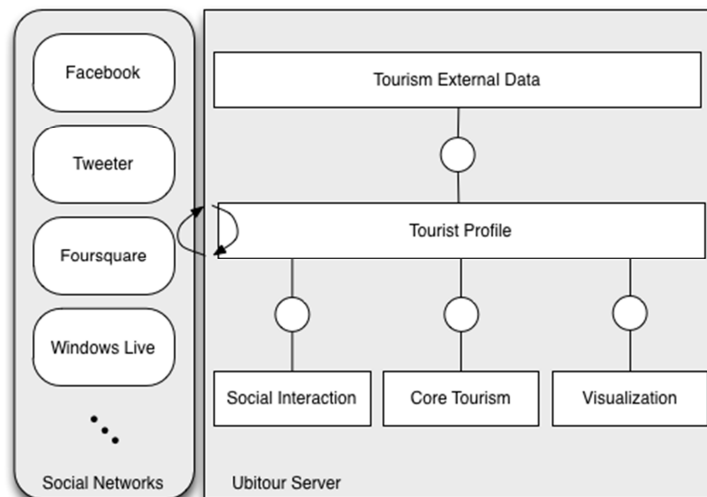 Facebook
Tweeter
Foursquare
Windows Live
Social Networks
Tourism External Data
Tourist Profile
Social Interaction
Core Tourism
Visualization
Ubitour Server